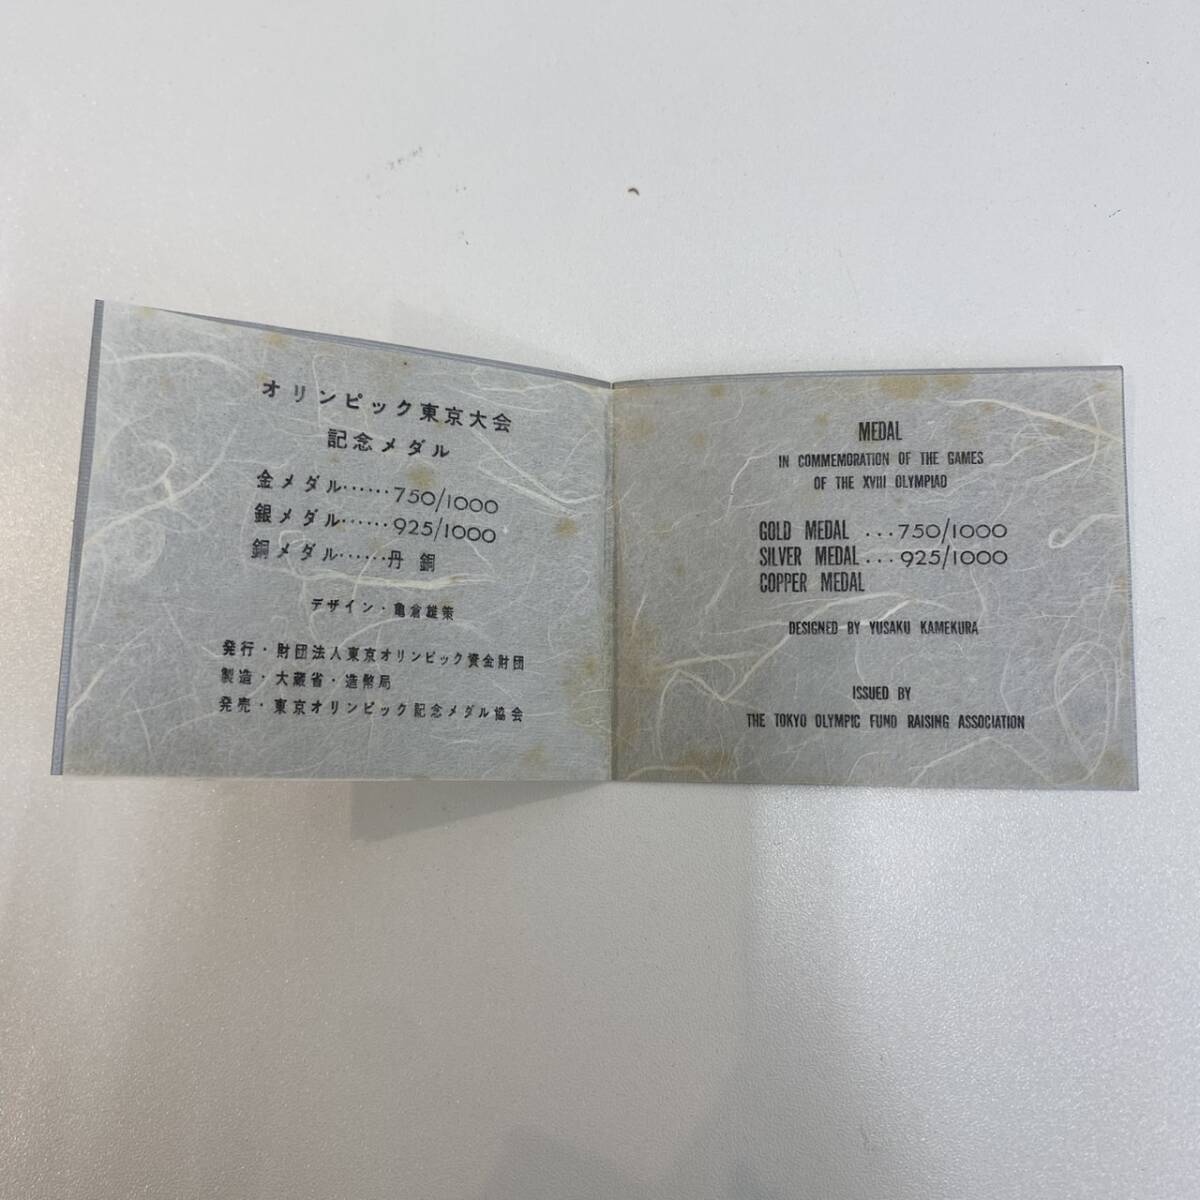 オリンピック東京大会
記念メダル
金メダル……750/1000
銀メダル……925/1000
銅メダル……丹 銅
デザイン・亀倉雄策
発行・財団法人東京オリンピック資金財団
製造・大蔵省・造幣局
発売・東京オリンピック記念メダル協会
MEDAL
IN COMMEMORATION OF THE GAMES
OF THE XVIII OLYMPIAD
GOLD MEDAL ...750/1000
SILVER MEDAL...925/1000
COPPER MEDAL
DESIGNED BY YUSAKU KAMEKURA
ISSUED BY
THE TOKYO OLYMPIC FUND RAISING ASSOCIATION